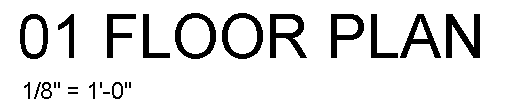 01 FLOOR PLAN
1/8" = 1'-0"